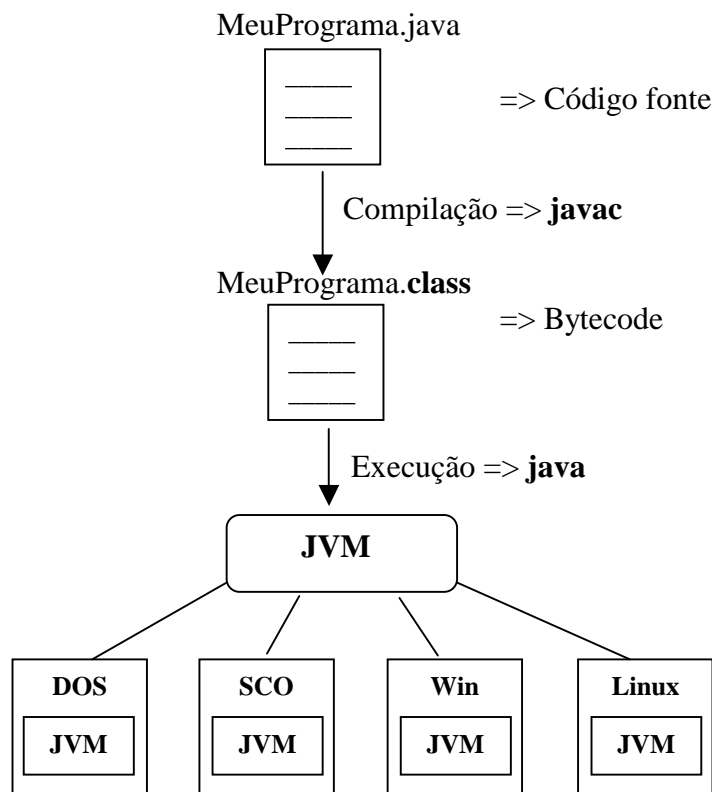 MeuPrograma.java
=> Código fonte
Compilação => javac
MeuPrograma.class
=> Bytecode
Execução => java
JVM
DOS SCO Win Linux
JVM JVM JVM JVM